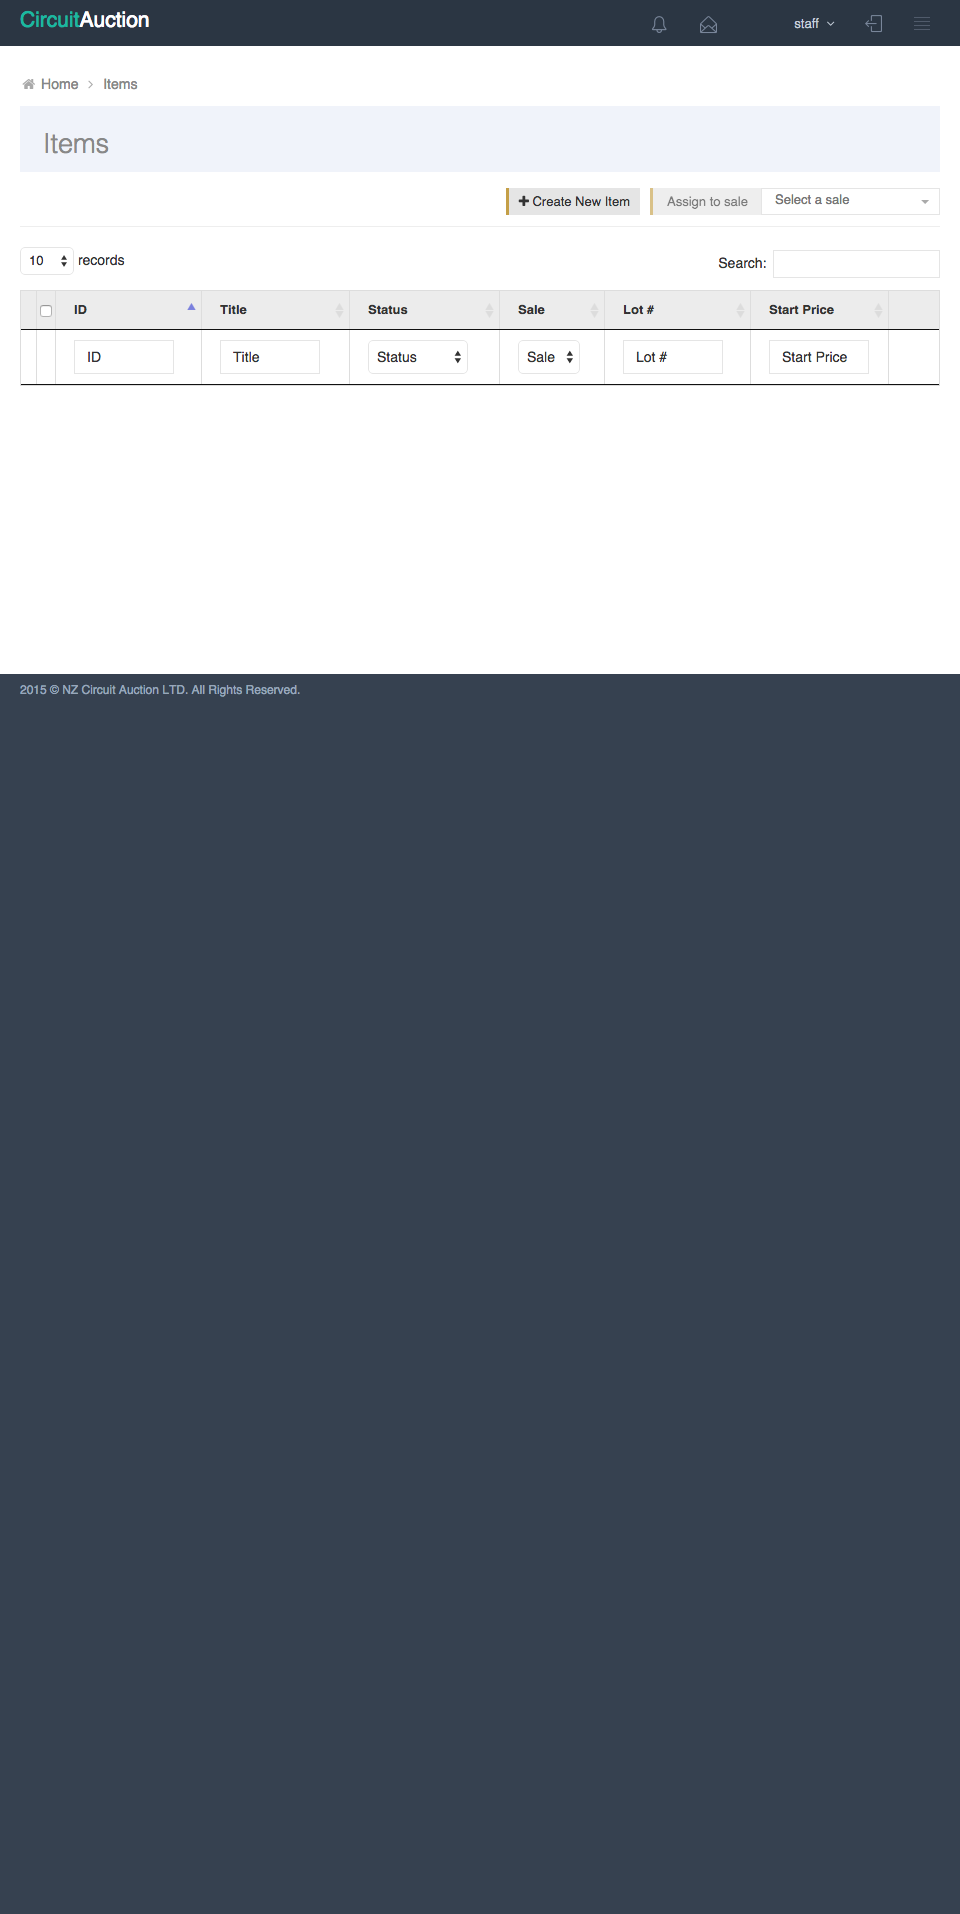 CircuitAuction
staff
Home > Items
Items
Create New Item
Assign to sale
Select a sale
10 records
Search:
ID Title Status Sale Lot # Start Price
ID Title Status Sale Lot # Start Price
2015 © NZ Circuit Auction LTD. All Rights Reserved.